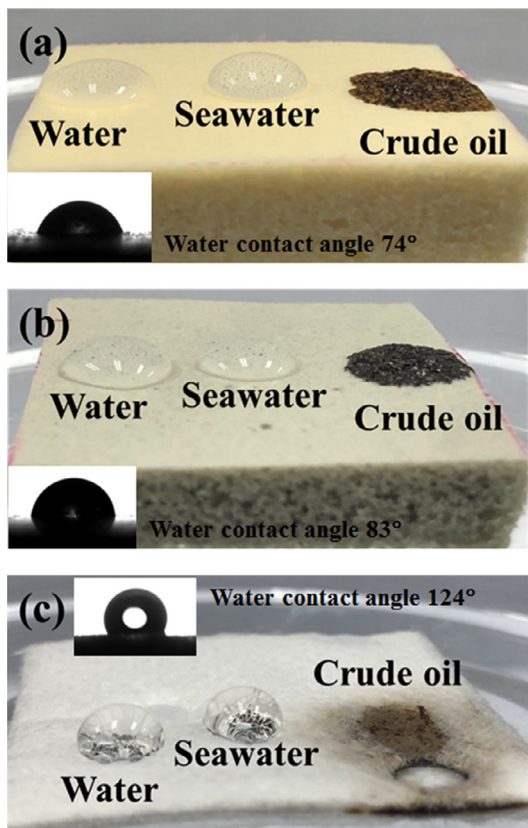 (a)
Water
Seawater
Crude oil
Water contact angle 74°
(b)
Water
Seawater
Crude oil
Water contact angle 83°
(c)
Water contact angle 124°
Crude oil
Seawater
Water